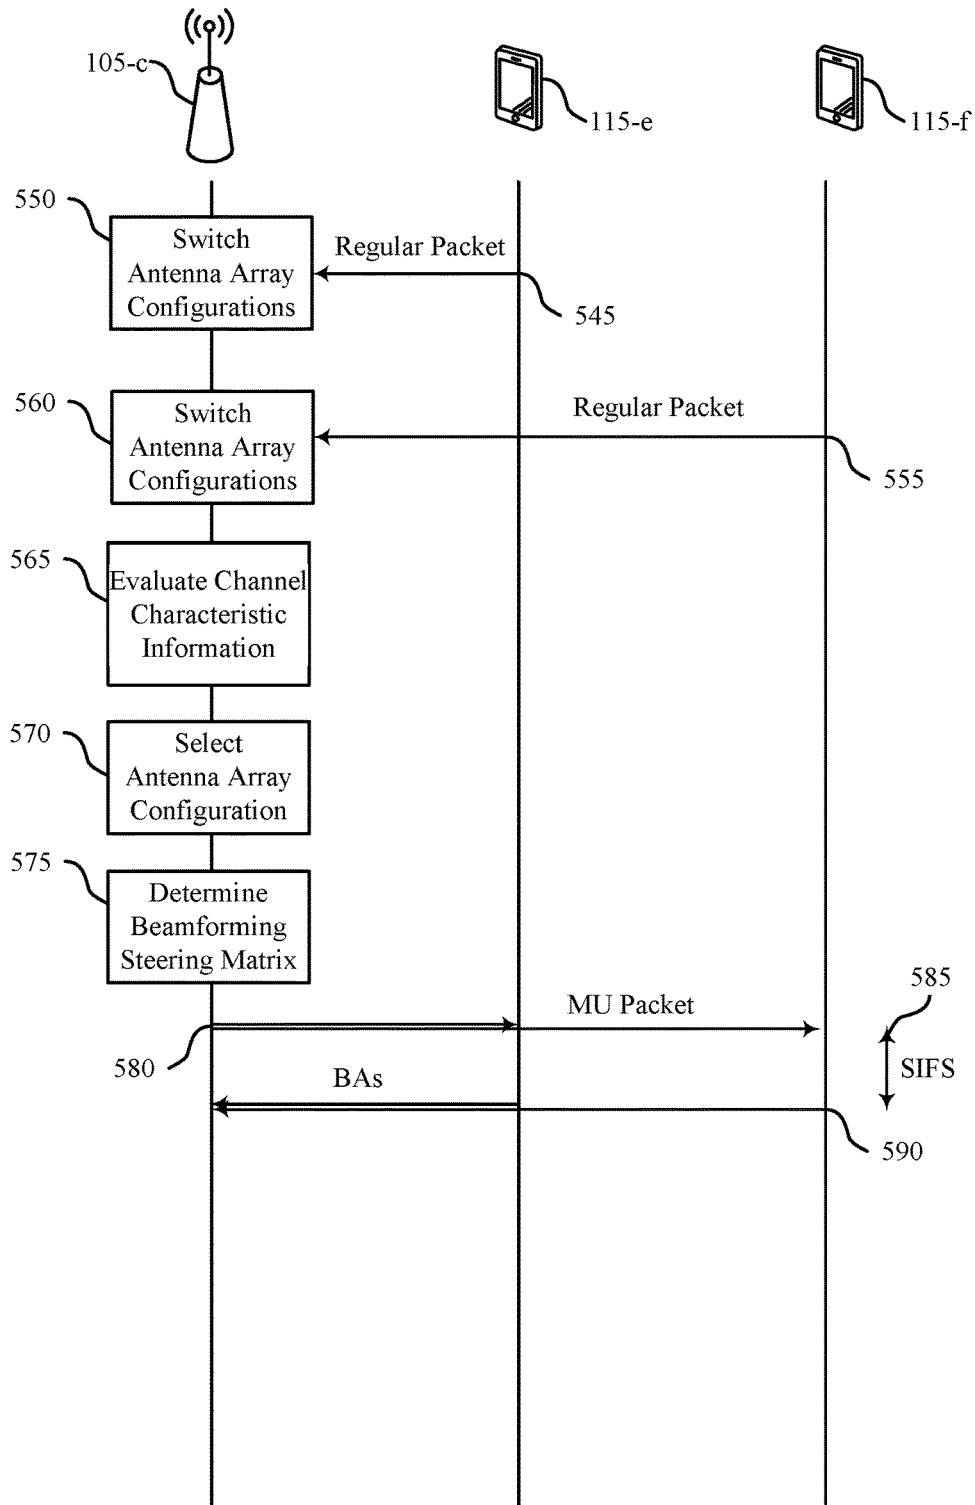 105-c
115-e
115-f
550
Switch
Antenna Array
Configurations
Regular Packet
545
560
Switch
Antenna Array
Configurations
Regular Packet
555
565
Evaluate Channel
Characteristic
Information
570
Select
Antenna Array
Configuration
575
Determine
Beamforming
Steering Matrix
580
MU Packet
585
SIFS
BAs
590